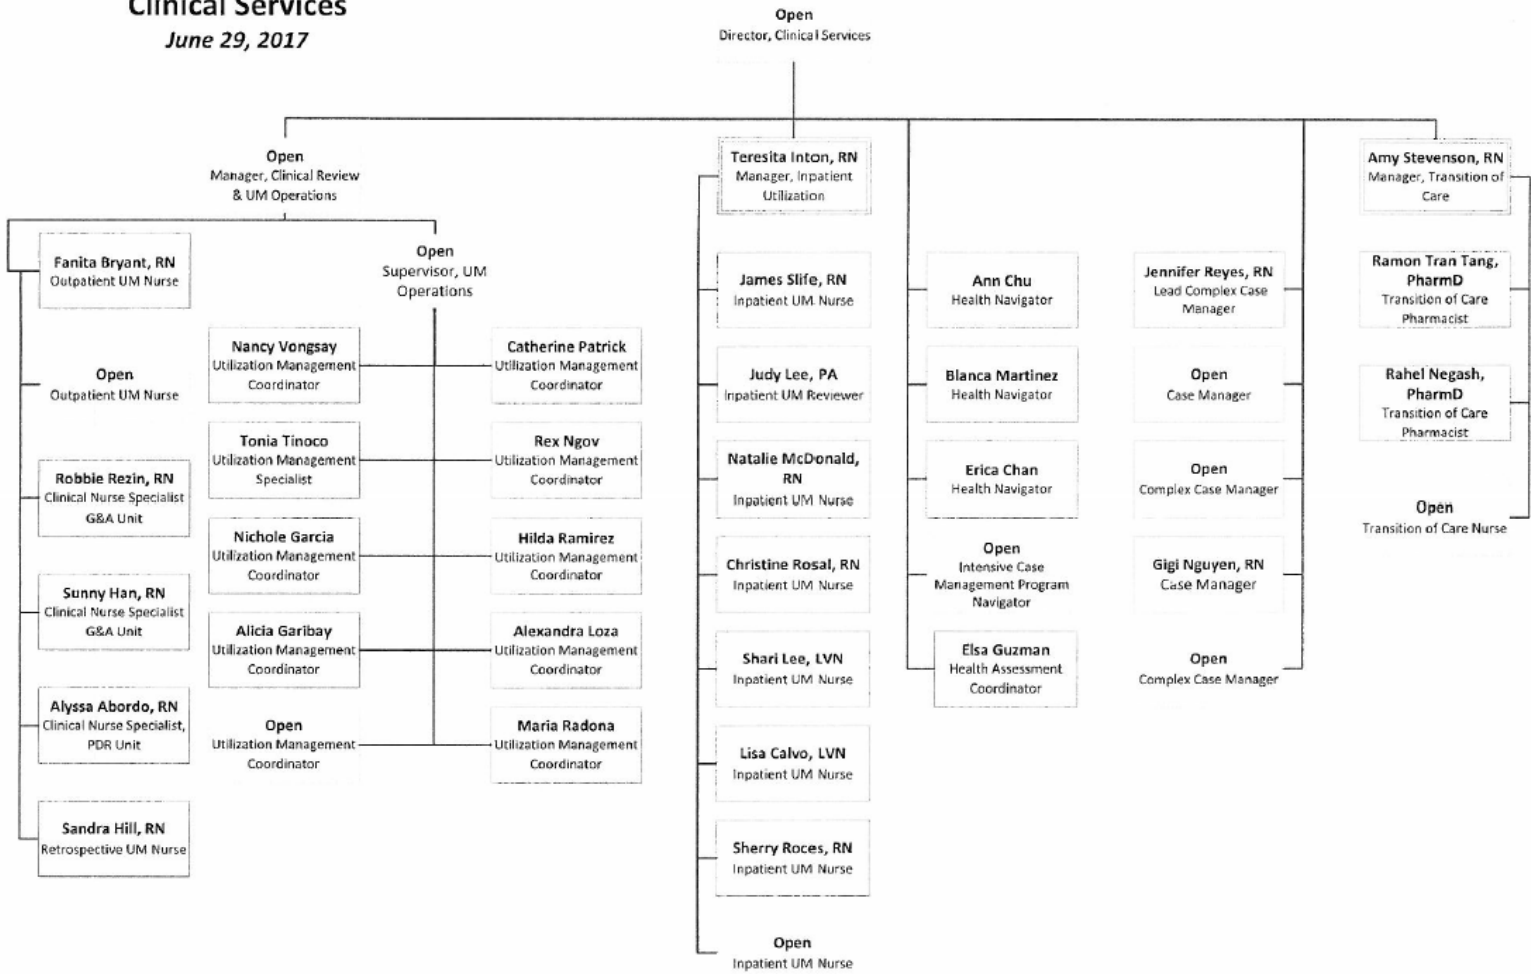 Clinical Services
June 29, 2017
Open
Director, Clinical Services
Open
Manager, Clinical Review
& UM Operations
Fanita Bryant, RN
Outpatient UM Nurse
Open
Outpatient UM Nurse
Robbie Rezin, RN
Clinical Nurse Specialist
G&A Unit
Sunny Han, RN
Clinical Nurse Specialist
G&A Unit
Alyssa Abordo, RN
Clinical Nurse Specialist,
PDR Unit
Sandra Hill, RN
Retrospective UM Nurse
Open
Supervisor, UM
Operations
Nancy Vongsay
Utilization Management
Coordinator
Tonia Tinoco
Utilization Management
Specialist
Nichole Garcia
Utilization Management
Coordinator
Alicia Garibay
Utilization Management
Coordinator
Open
Utilization Management
Coordinator
Catherine Patrick
Utilization Management
Coordinator
Rex Ngov
Utilization Management
Coordinator
Hilda Ramirez
Utilization Management
Coordinator
Alexandra Loza
Utilization Management
Coordinator
Maria Radona
Utilization Management
Coordinator
Teresita Inton, RN
Manager, Inpatient
Utilization
James Slife, RN
Inpatient UM Nurse
Judy Lee, PA
Inpatient UM Reviewer
Natalie McDonald,
RN
Inpatient UM Nurse
Christine Rosal, RN
Inpatient UM Nurse
Shari Lee, LVN
Inpatient UM Nurse
Lisa Calvo, LVN
Inpatient UM Nurse
Sherry Roces, RN
Inpatient UM Nurse
Open
Inpatient UM Nurse
Ann Chu
Health Navigator
Blanca Martinez
Health Navigator
Erica Chan
Health Navigator
Open
Intensive Case
Management Program
Navigator
Elsa Guzman
Health Assessment
Coordinator
Jennifer Reyes, RN
Lead Complex Case
Manager
Open
Case Manager
Open
Complex Case Manager
Gigi Nguyen, RN
Case Manager
Open
Complex Case Manager
Amy Stevenson, RN
Manager, Transition of
Care
Ramon Tran Tang,
PharmD
Transition of Care
Pharmacist
Rahel Negash,
PharmD
Transition of Care
Pharmacist
Open
Transition of Care Nurse